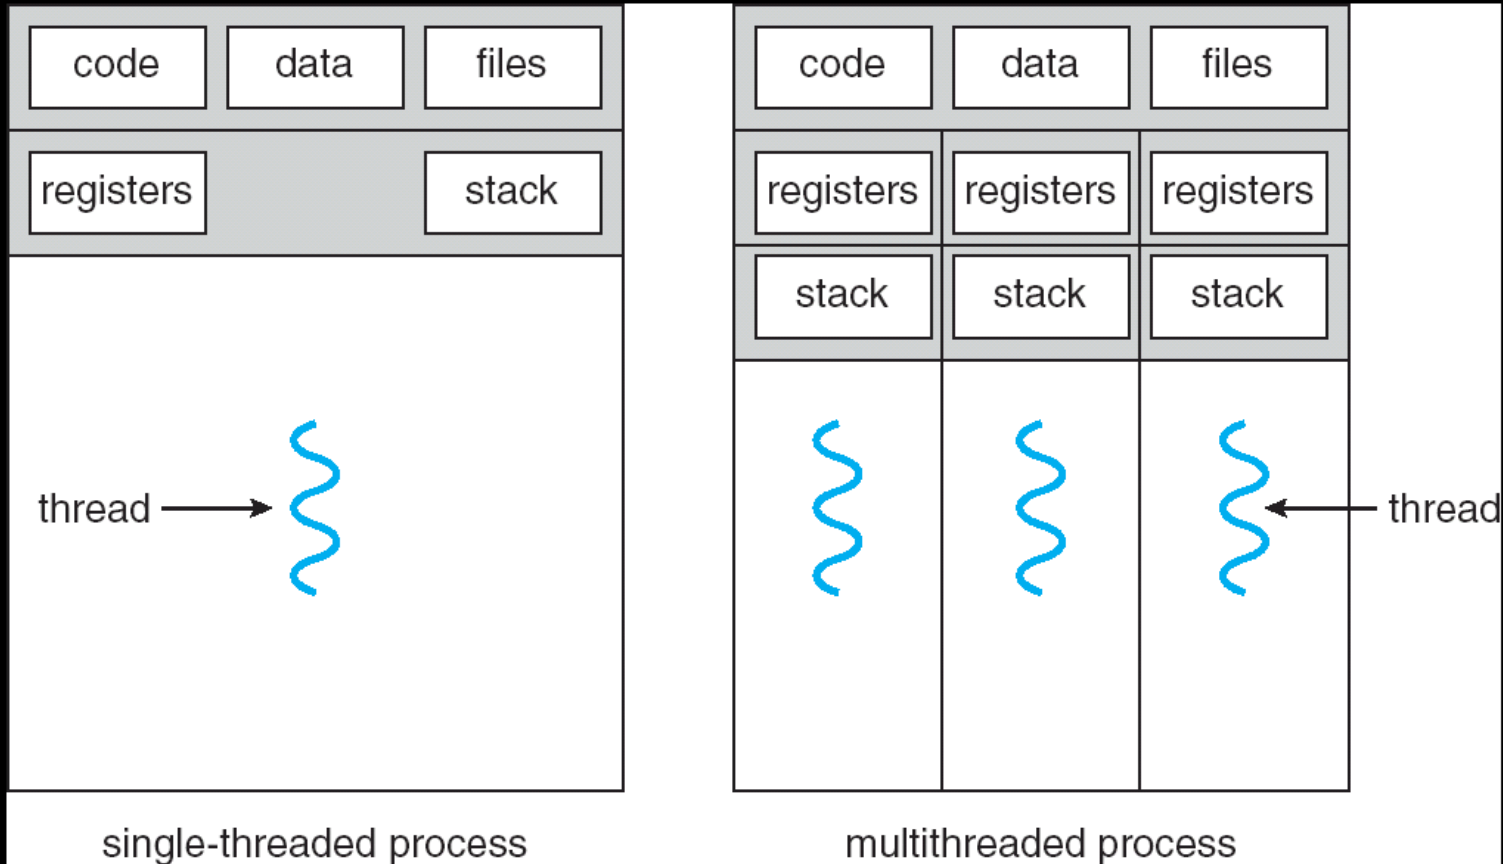 code data files
registers stack
thread
single-threaded process
code data files
registers registers registers
stack stack stack
thread
multithreaded process